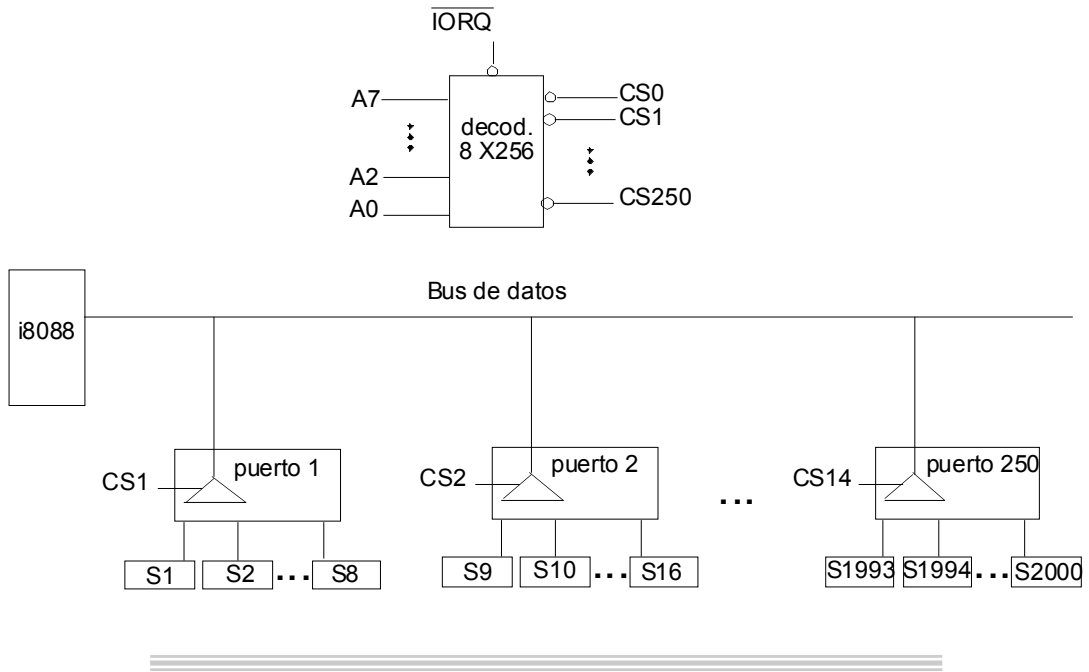 IORQ
A7
CS0
CS1
decod.
8 X256
A2
A0
CS250
Bus de datos
i8088
CS1
puerto 1
CS2
puerto 2
...
CS14
puerto 250
S1
S2
...
S8
S9
S10
...
S16
S1993
S1994
...
S2000